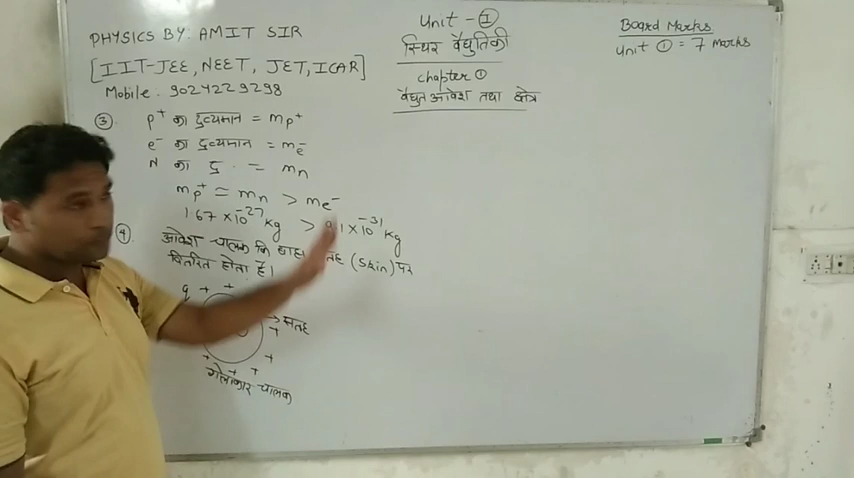 PHYSICS BY: AMIT SIR
[IIT-JEE, NEET, JET, ICAR]
Mobile: 9024229298
Unit - I
स्थिर वैद्युतिकी
chapter ①
वैद्युत आवेश तथा क्षेत्र
Board Marks
Unit ① = 7 marks
③ p⁺ का द्रव्यमान = mp⁺
e⁻ का द्रव्यमान = me⁻
N का द्र. = mn
mp⁺ ≃ mn > me⁻
1.67 × 10⁻²⁷ kg > 9.1 × 10⁻³¹ kg
④ आवेश चालक कि (Skin) पर
वितरित होता है।
q + +
→ सतह
+
+ + + +
गोलाकार चालक